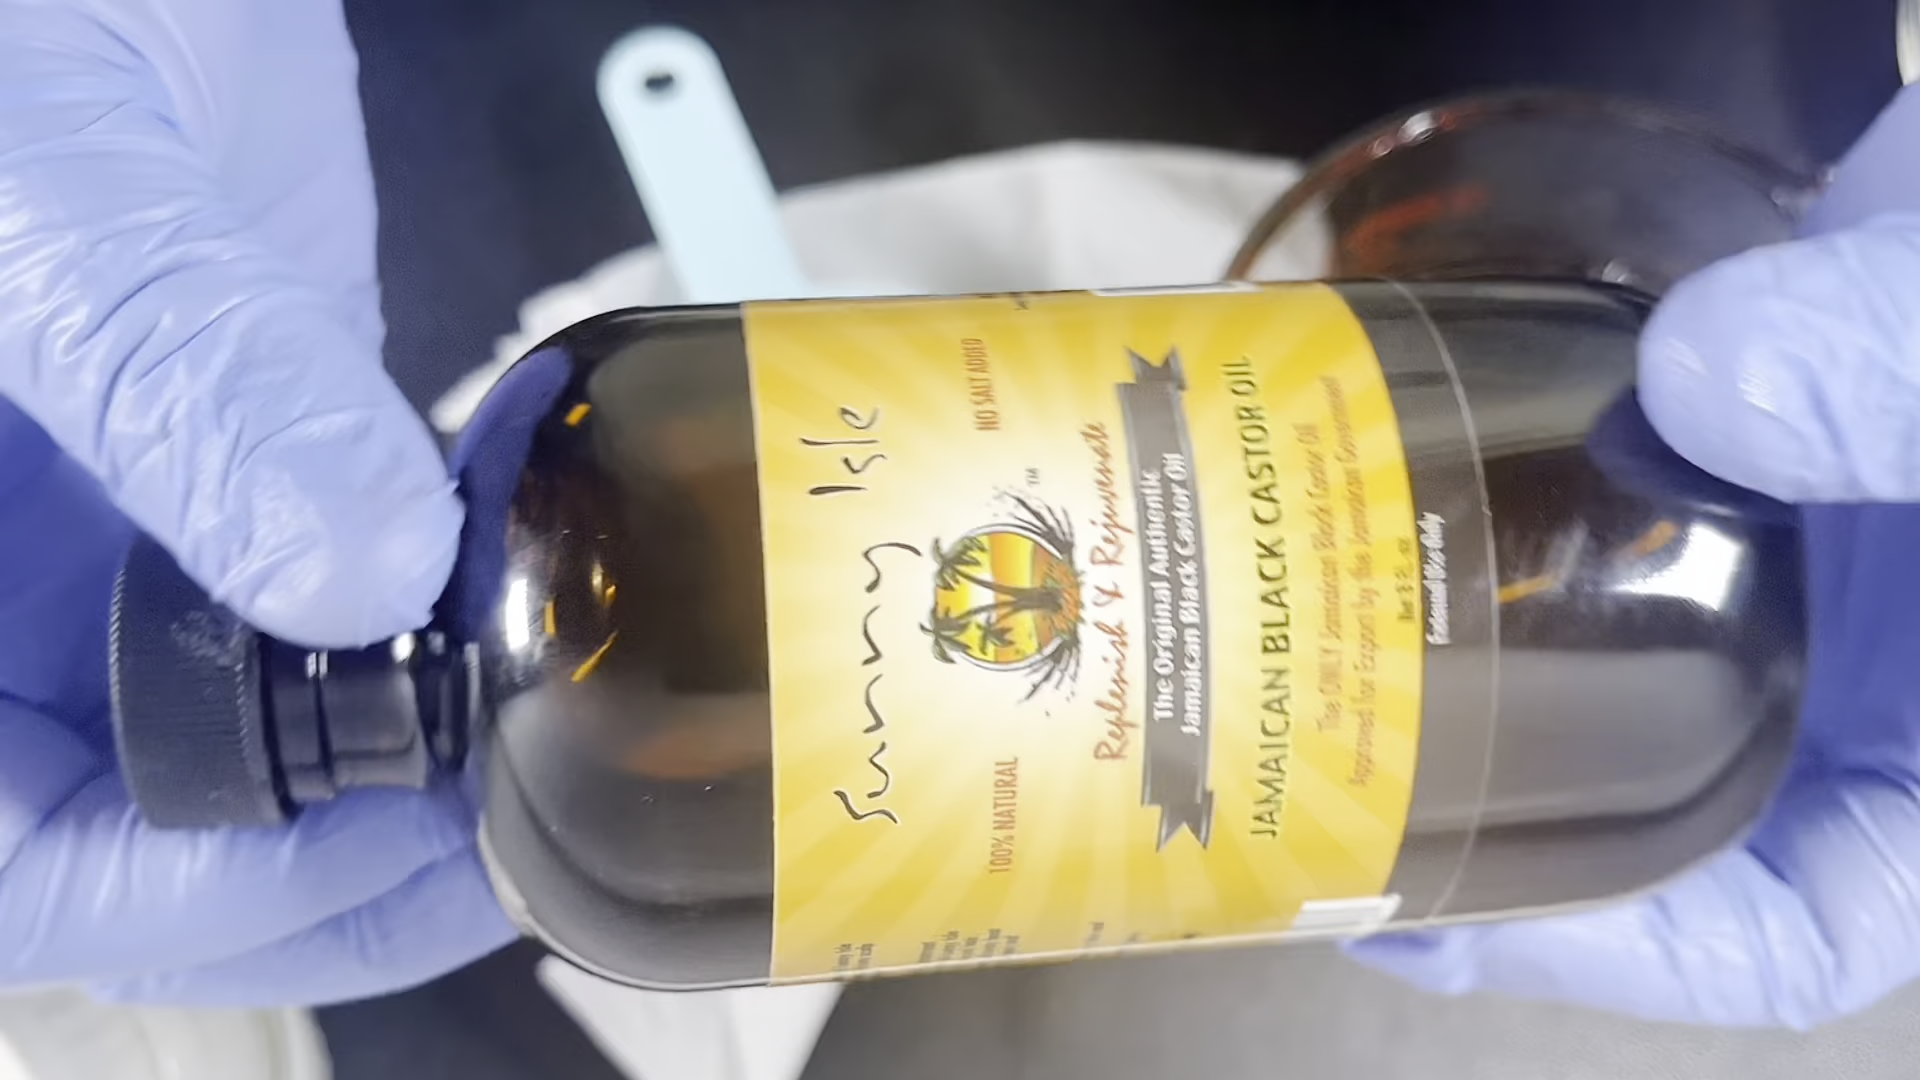 Sunny Isle
NO SALT ADDED
100% NATURAL
TM
Replenish & Rejuvenate
The Original Authentic
Jamaican Black Castor Oil
JAMAICAN BLACK CASTOR OIL
The ONLY Jamaican Black Castor Oil
Approved for Export by the Jamaican Government
External Use Only